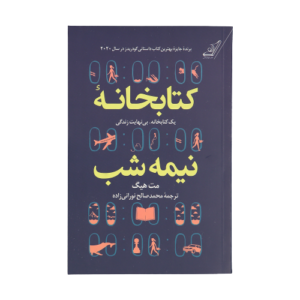 برندهٔ جایزه بهترین کتاب داستانی گودریدز در سال ۲۰۲۰
کتابخانهٔ
یک کتابخانه. بی‌نهایت زندگی
نیمه شب
مت هیگ
ترجمهٔ محمدصالح نورانی‌زاده